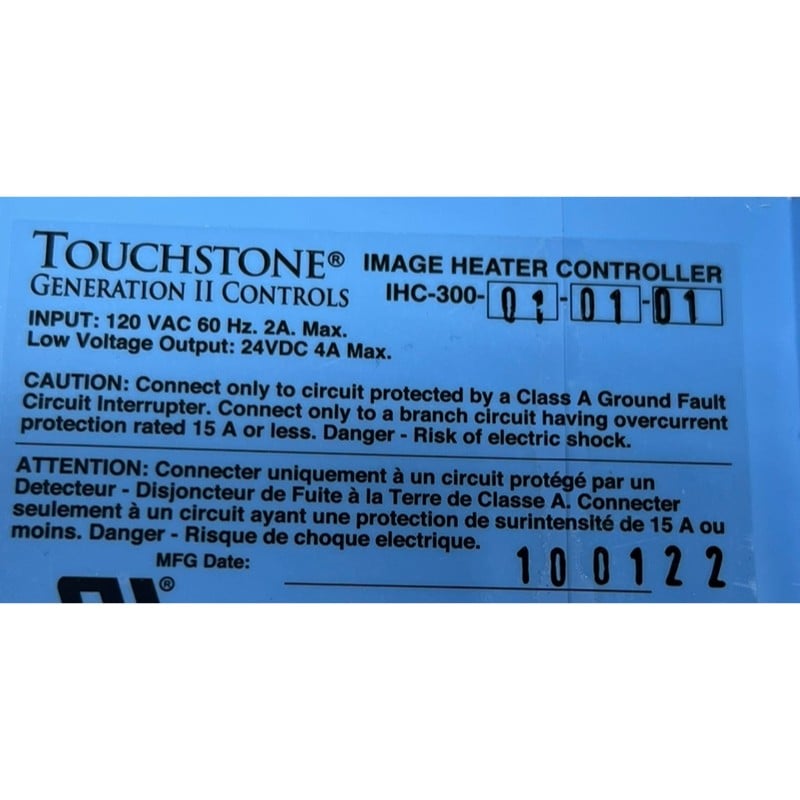 TOUCHSTONE® IMAGE HEATER CONTROLLER
GENERATION II CONTROLS IHC-300-01-01-01
INPUT: 120 VAC 60 Hz. 2A. Max.
Low Voltage Output: 24VDC 4A Max.
CAUTION: Connect only to circuit protected by a Class A Ground Fault
Circuit Interrupter. Connect only to a branch circuit having overcurrent
protection rated 15 A or less. Danger - Risk of electric shock.
ATTENTION: Connecter uniquement à un circuit protégé par un
Detecteur - Disjoncteur de Fuite à la Terre de Classe A. Connecter
seulement à un circuit ayant une protection de surintensité de 15 A ou
moins. Danger - Risque de choque electrique.
MFG Date: 100122
®